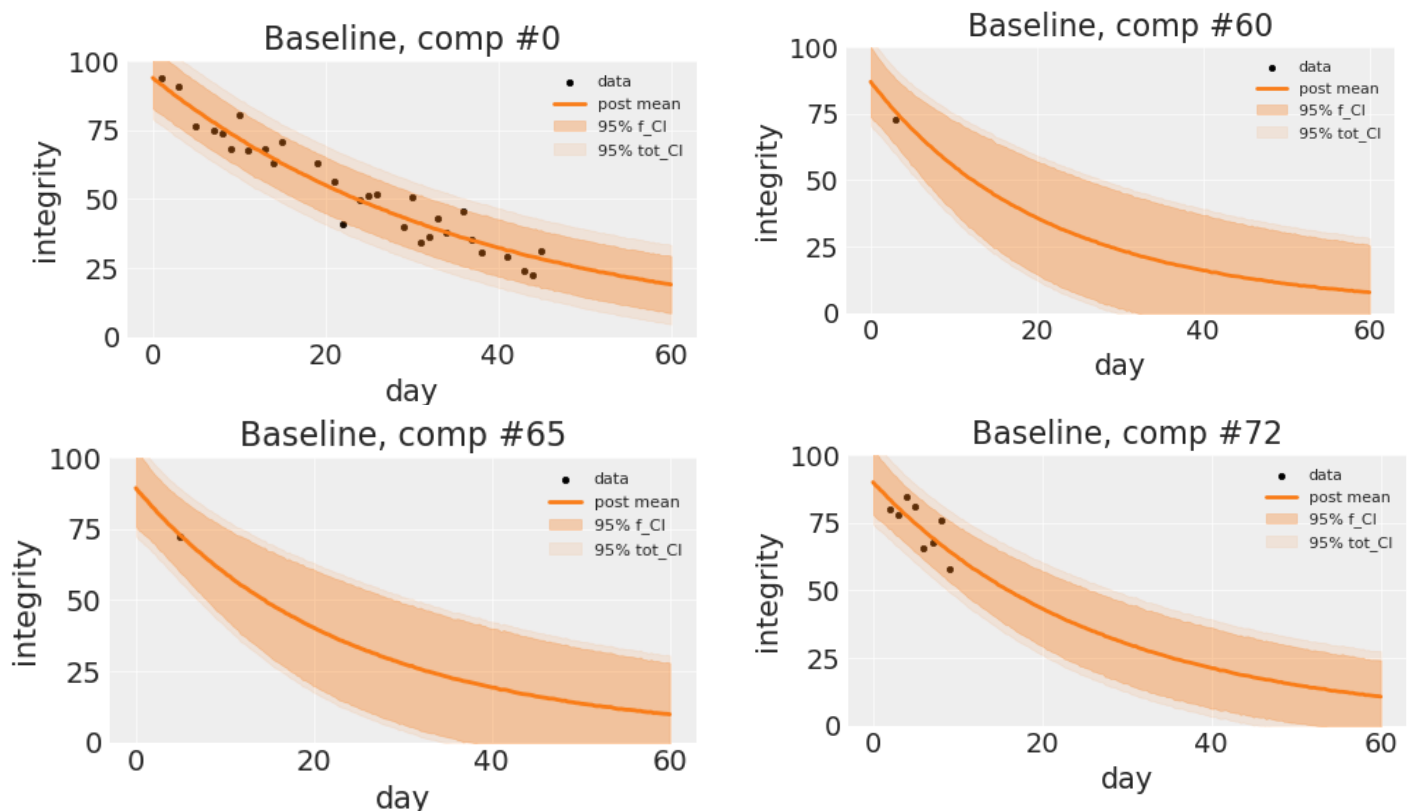 Baseline, comp #0
100
75
50
25
0
integrity
data
post mean
95% f_CI
95% tot_CI
0
20
40
60
day
Baseline, comp #60
100
75
50
25
0
integrity
data
post mean
95% f_CI
95% tot_CI
0
20
40
60
day
Baseline, comp #65
100
75
50
25
0
integrity
data
post mean
95% f_CI
95% tot_CI
0
20
40
60
day
Baseline, comp #72
100
75
50
25
0
integrity
data
post mean
95% f_CI
95% tot_CI
0
20
40
60
day